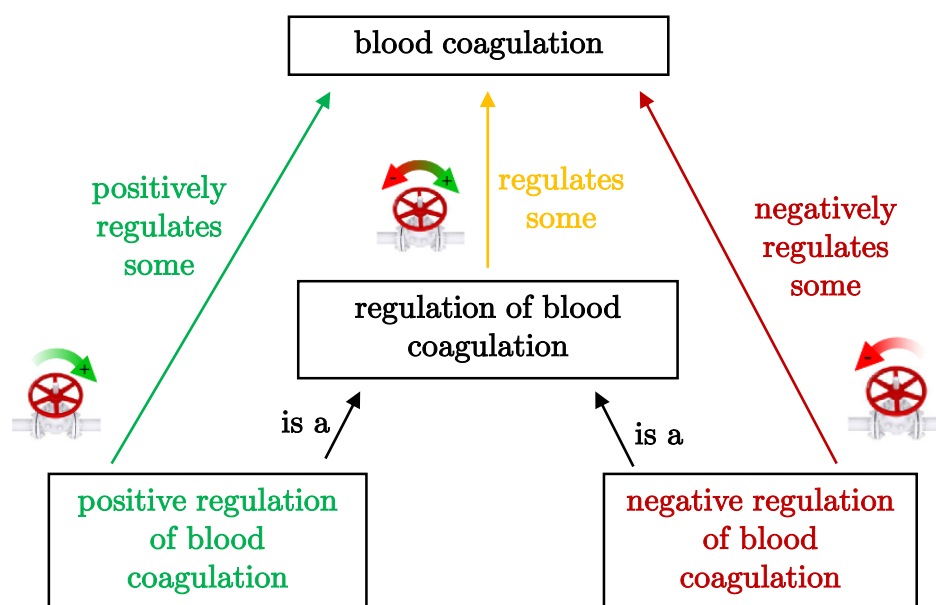 blood coagulation
positively
regulates
some
-
+
regulates
some
negatively
regulates
some
regulation of blood
coagulation
+
-
is a
is a
positive regulation
of blood
coagulation
negative regulation
of blood
coagulation